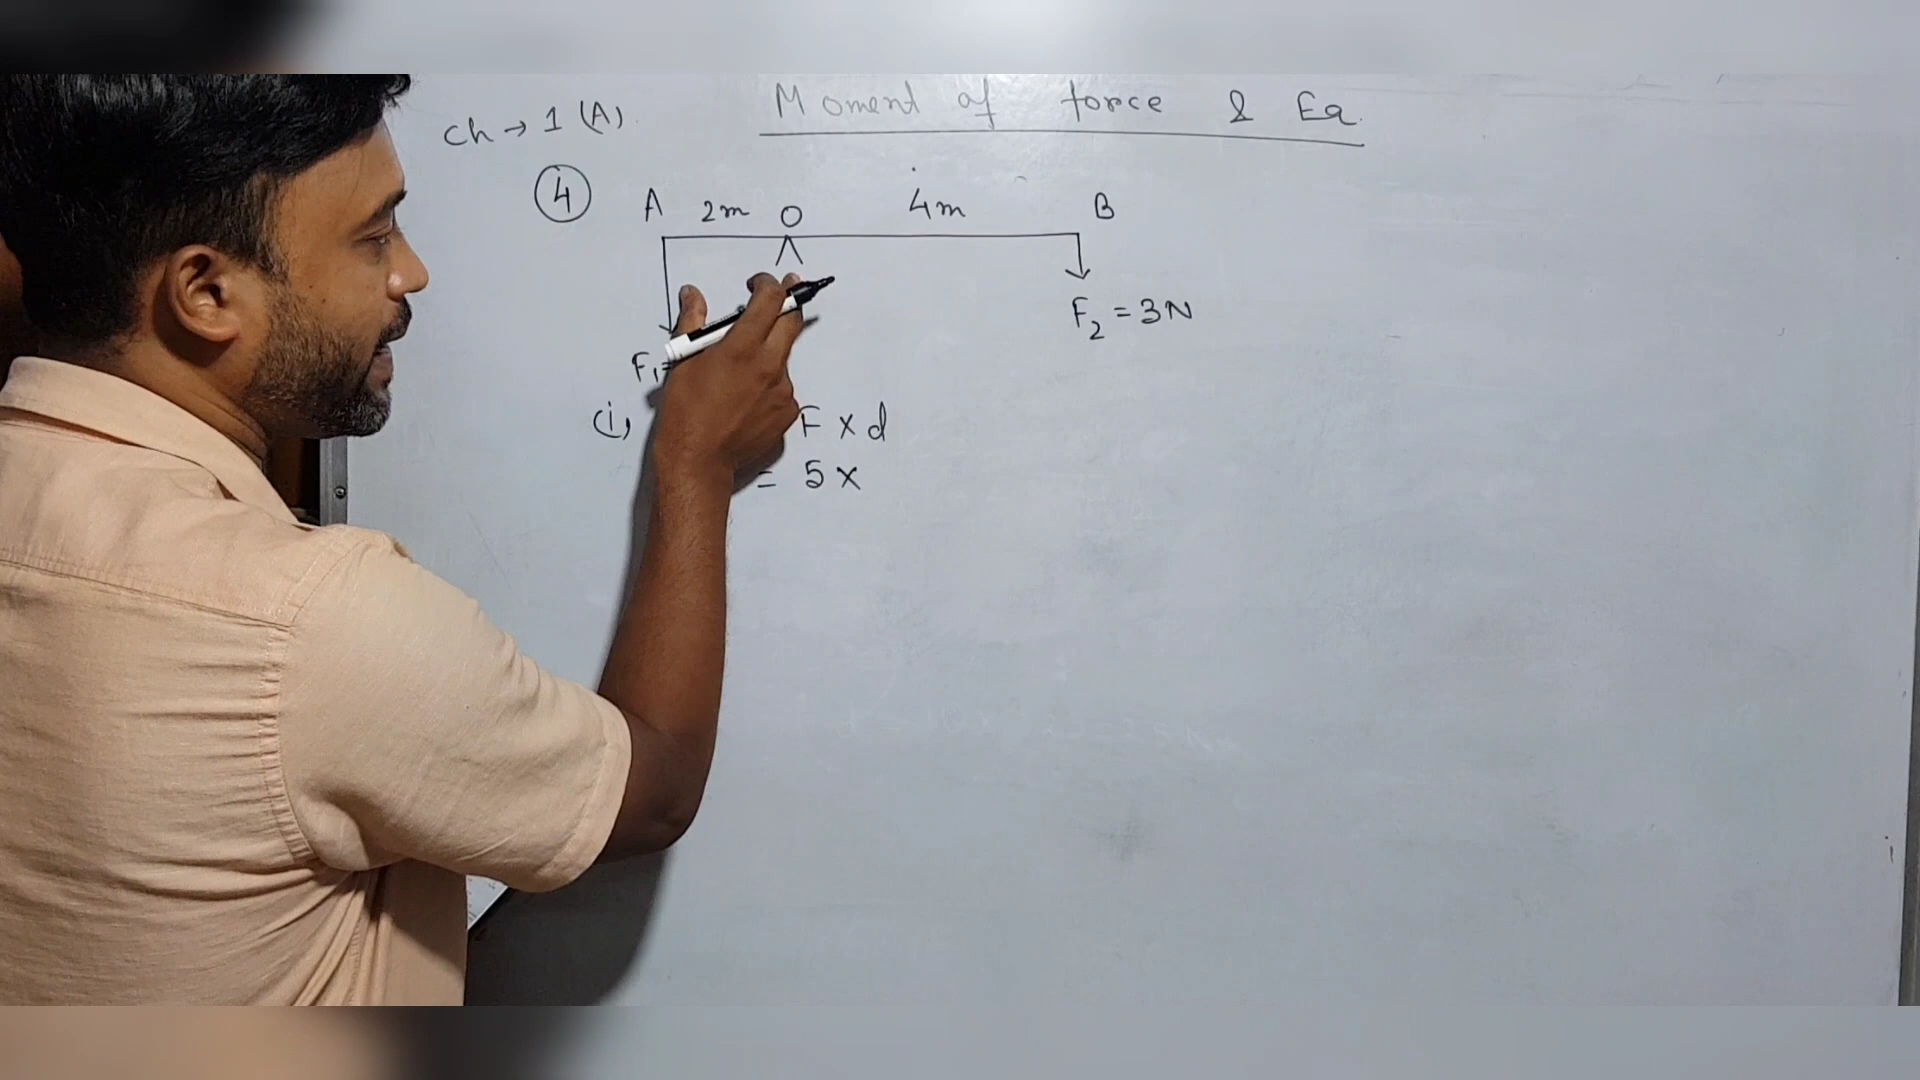 Ch → 1 (A)
Moment of force & Eq.
4
A 2m O 4m B
F₂ = 3N
F₁ =
(i) F × d
= 5 ×